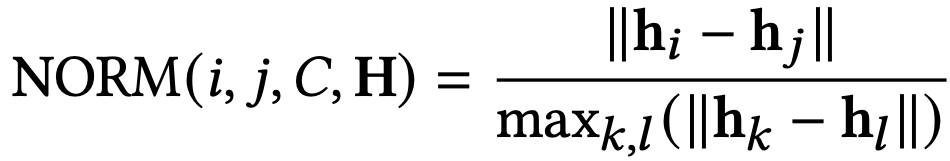 NORM(i, j, C, H) = ‖h_i − h_j‖ / max_{k,l}(‖h_k − h_l‖)